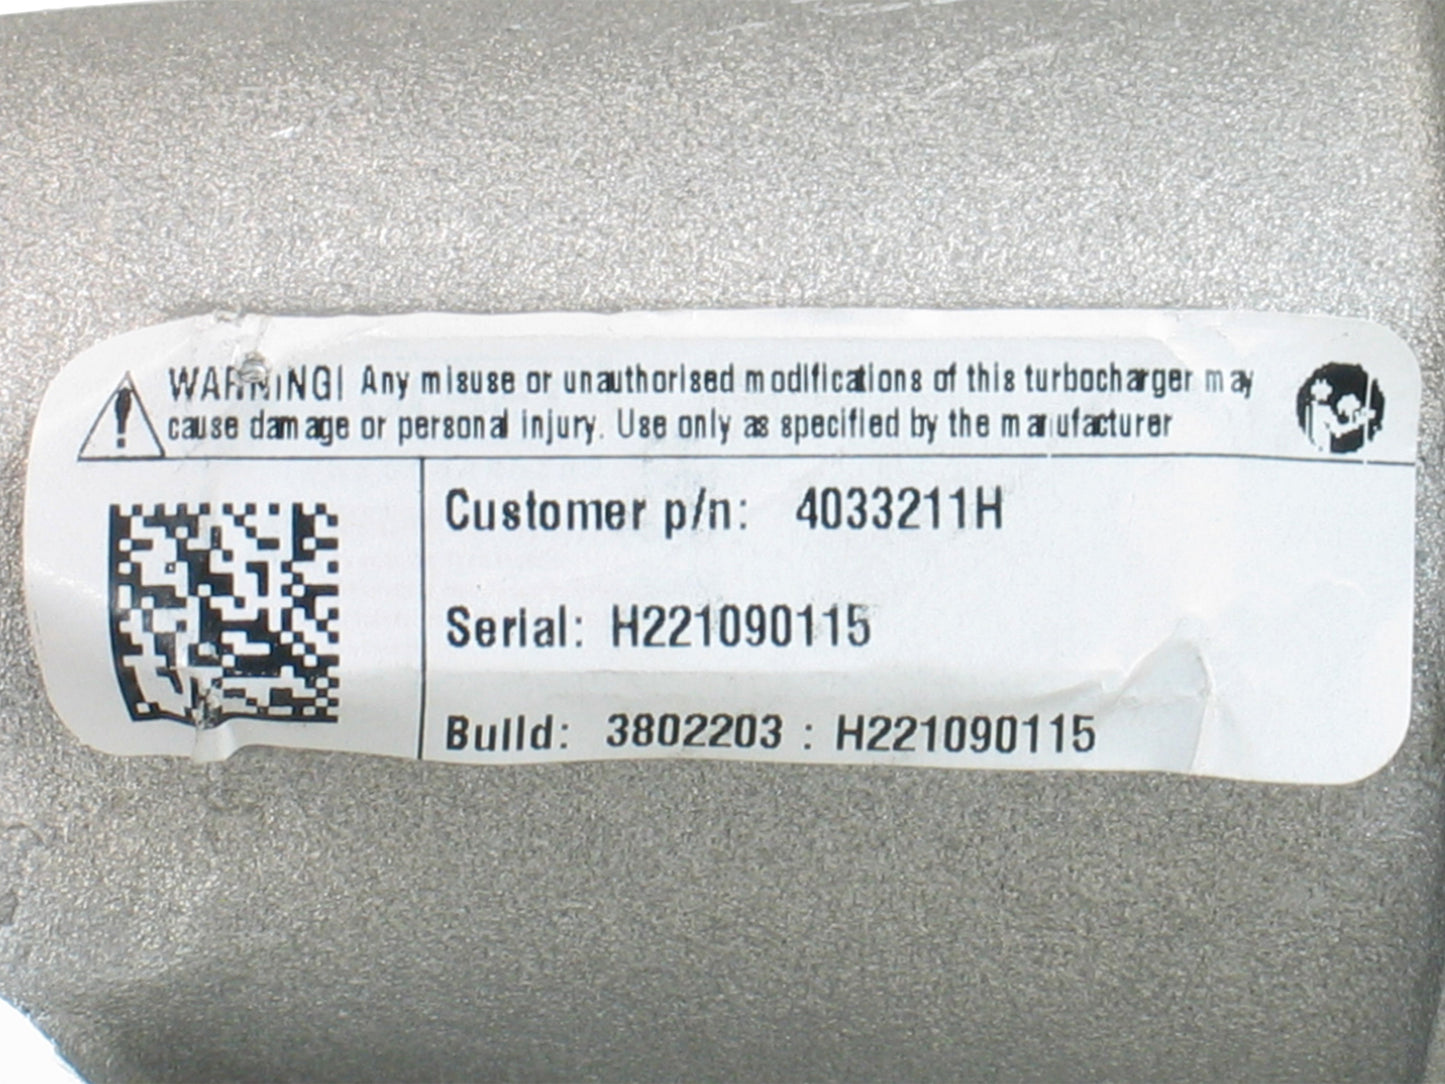 WARNING! Any misuse or unauthorised modifications of this turbocharger may
cause damage or personal injury. Use only as specified by the manufacturer
Customer p/n: 4033211H
Serial: H221090115
Build: 3802203 : H221090115